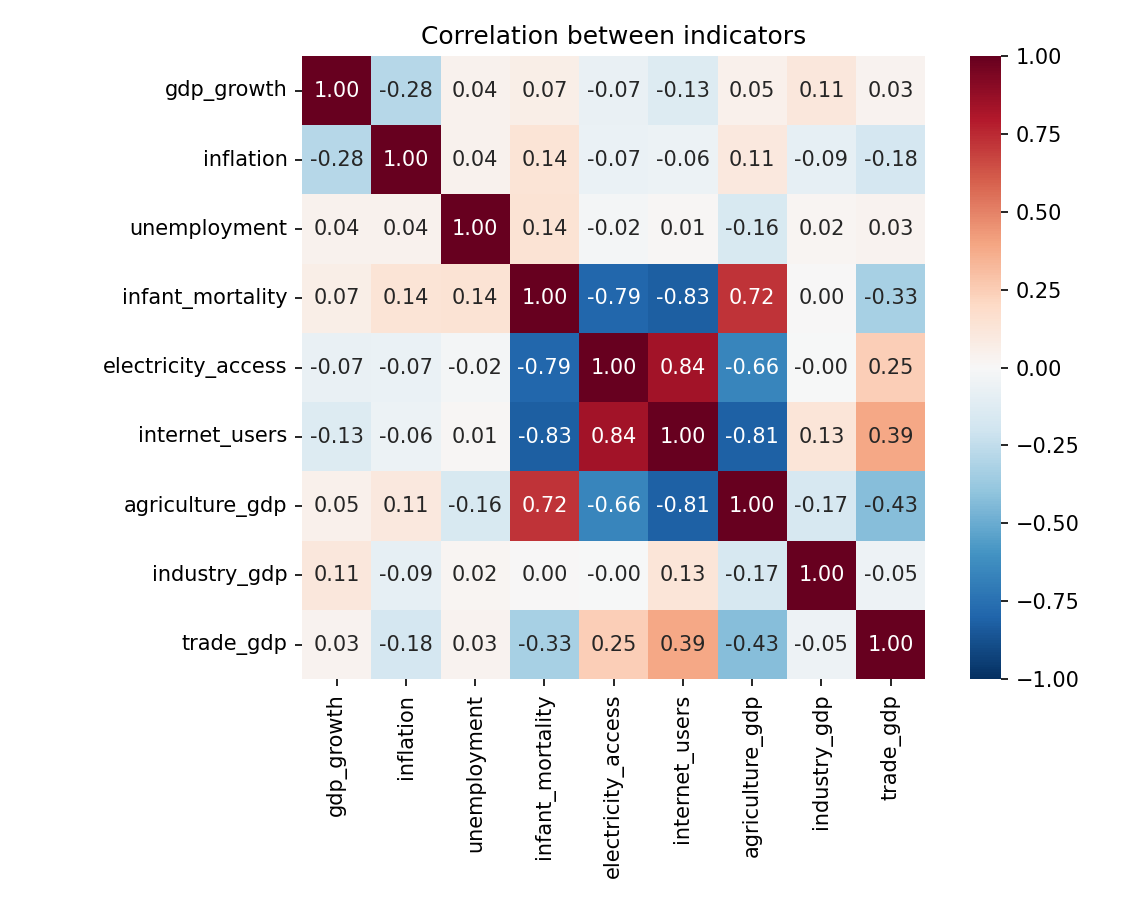 Correlation between indicators
gdp_growth 1.00 -0.28 0.04 0.07 -0.07 -0.13 0.05 0.11 0.03
inflation -0.28 1.00 0.04 0.14 -0.07 -0.06 0.11 -0.09 -0.18
unemployment 0.04 0.04 1.00 0.14 -0.02 0.01 -0.16 0.02 0.03
infant_mortality 0.07 0.14 0.14 1.00 -0.79 -0.83 0.72 0.00 -0.33
electricity_access -0.07 -0.07 -0.02 -0.79 1.00 0.84 -0.66 -0.00 0.25
internet_users -0.13 -0.06 0.01 -0.83 0.84 1.00 -0.81 0.13 0.39
agriculture_gdp 0.05 0.11 -0.16 0.72 -0.66 -0.81 1.00 -0.17 -0.43
industry_gdp 0.11 -0.09 0.02 0.00 -0.00 0.13 -0.17 1.00 -0.05
trade_gdp 0.03 -0.18 0.03 -0.33 0.25 0.39 -0.43 -0.05 1.00
gdp_growth
inflation
unemployment
infant_mortality
electricity_access
internet_users
agriculture_gdp
industry_gdp
trade_gdp
1.00
0.75
0.50
0.25
0.00
−0.25
−0.50
−0.75
−1.00